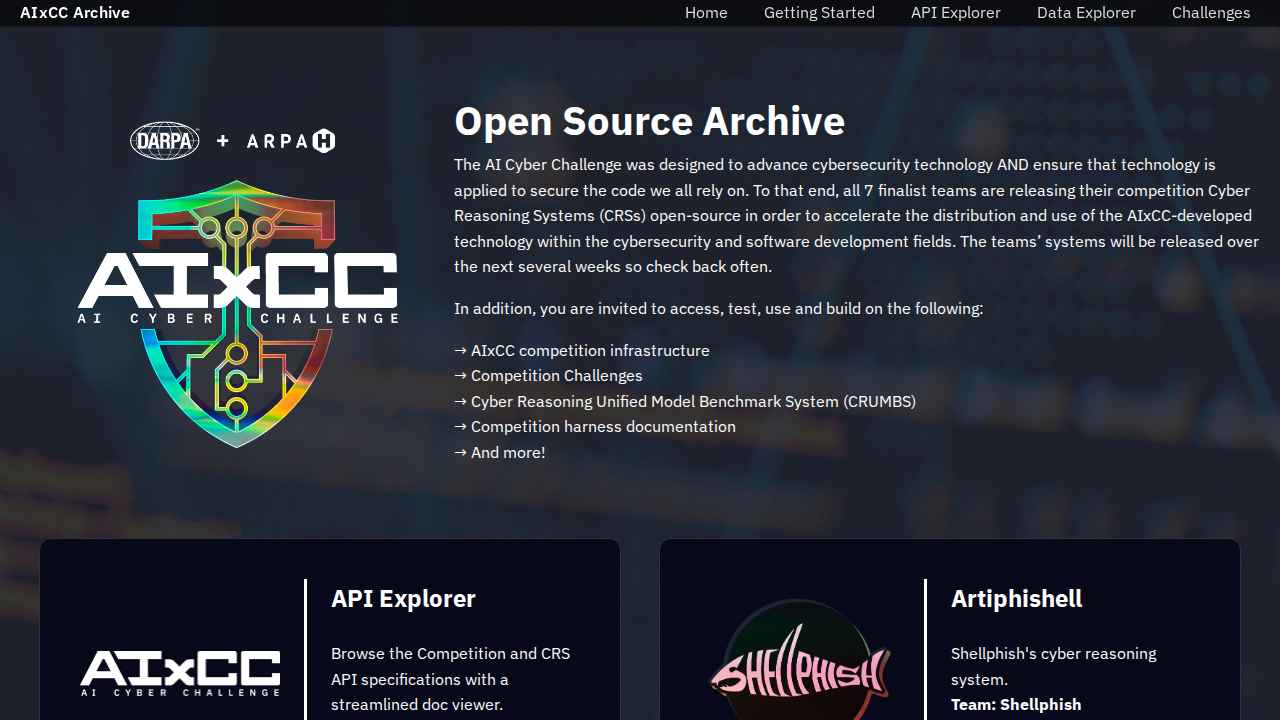 AIxCC Archive
Home
Getting Started
API Explorer
Data Explorer
Challenges
DARPA + ARPA H
AIxCC
AI CYBER CHALLENGE
Open Source Archive
The AI Cyber Challenge was designed to advance cybersecurity technology AND ensure that technology is
applied to secure the code we all rely on. To that end, all 7 finalist teams are releasing their competition Cyber
Reasoning Systems (CRSs) open-source in order to accelerate the distribution and use of the AIxCC-developed
technology within the cybersecurity and software development fields. The teams’ systems will be released over
the next several weeks so check back often.
In addition, you are invited to access, test, use and build on the following:
→ AIxCC competition infrastructure
→ Competition Challenges
→ Cyber Reasoning Unified Model Benchmark System (CRUMBS)
→ Competition harness documentation
→ And more!
AIxCC
AI CYBER CHALLENGE
API Explorer
Browse the Competition and CRS
API specifications with a
streamlined doc viewer.
SHELLPHISH
Artiphishell
Shellphish's cyber reasoning
system.
Team: Shellphish